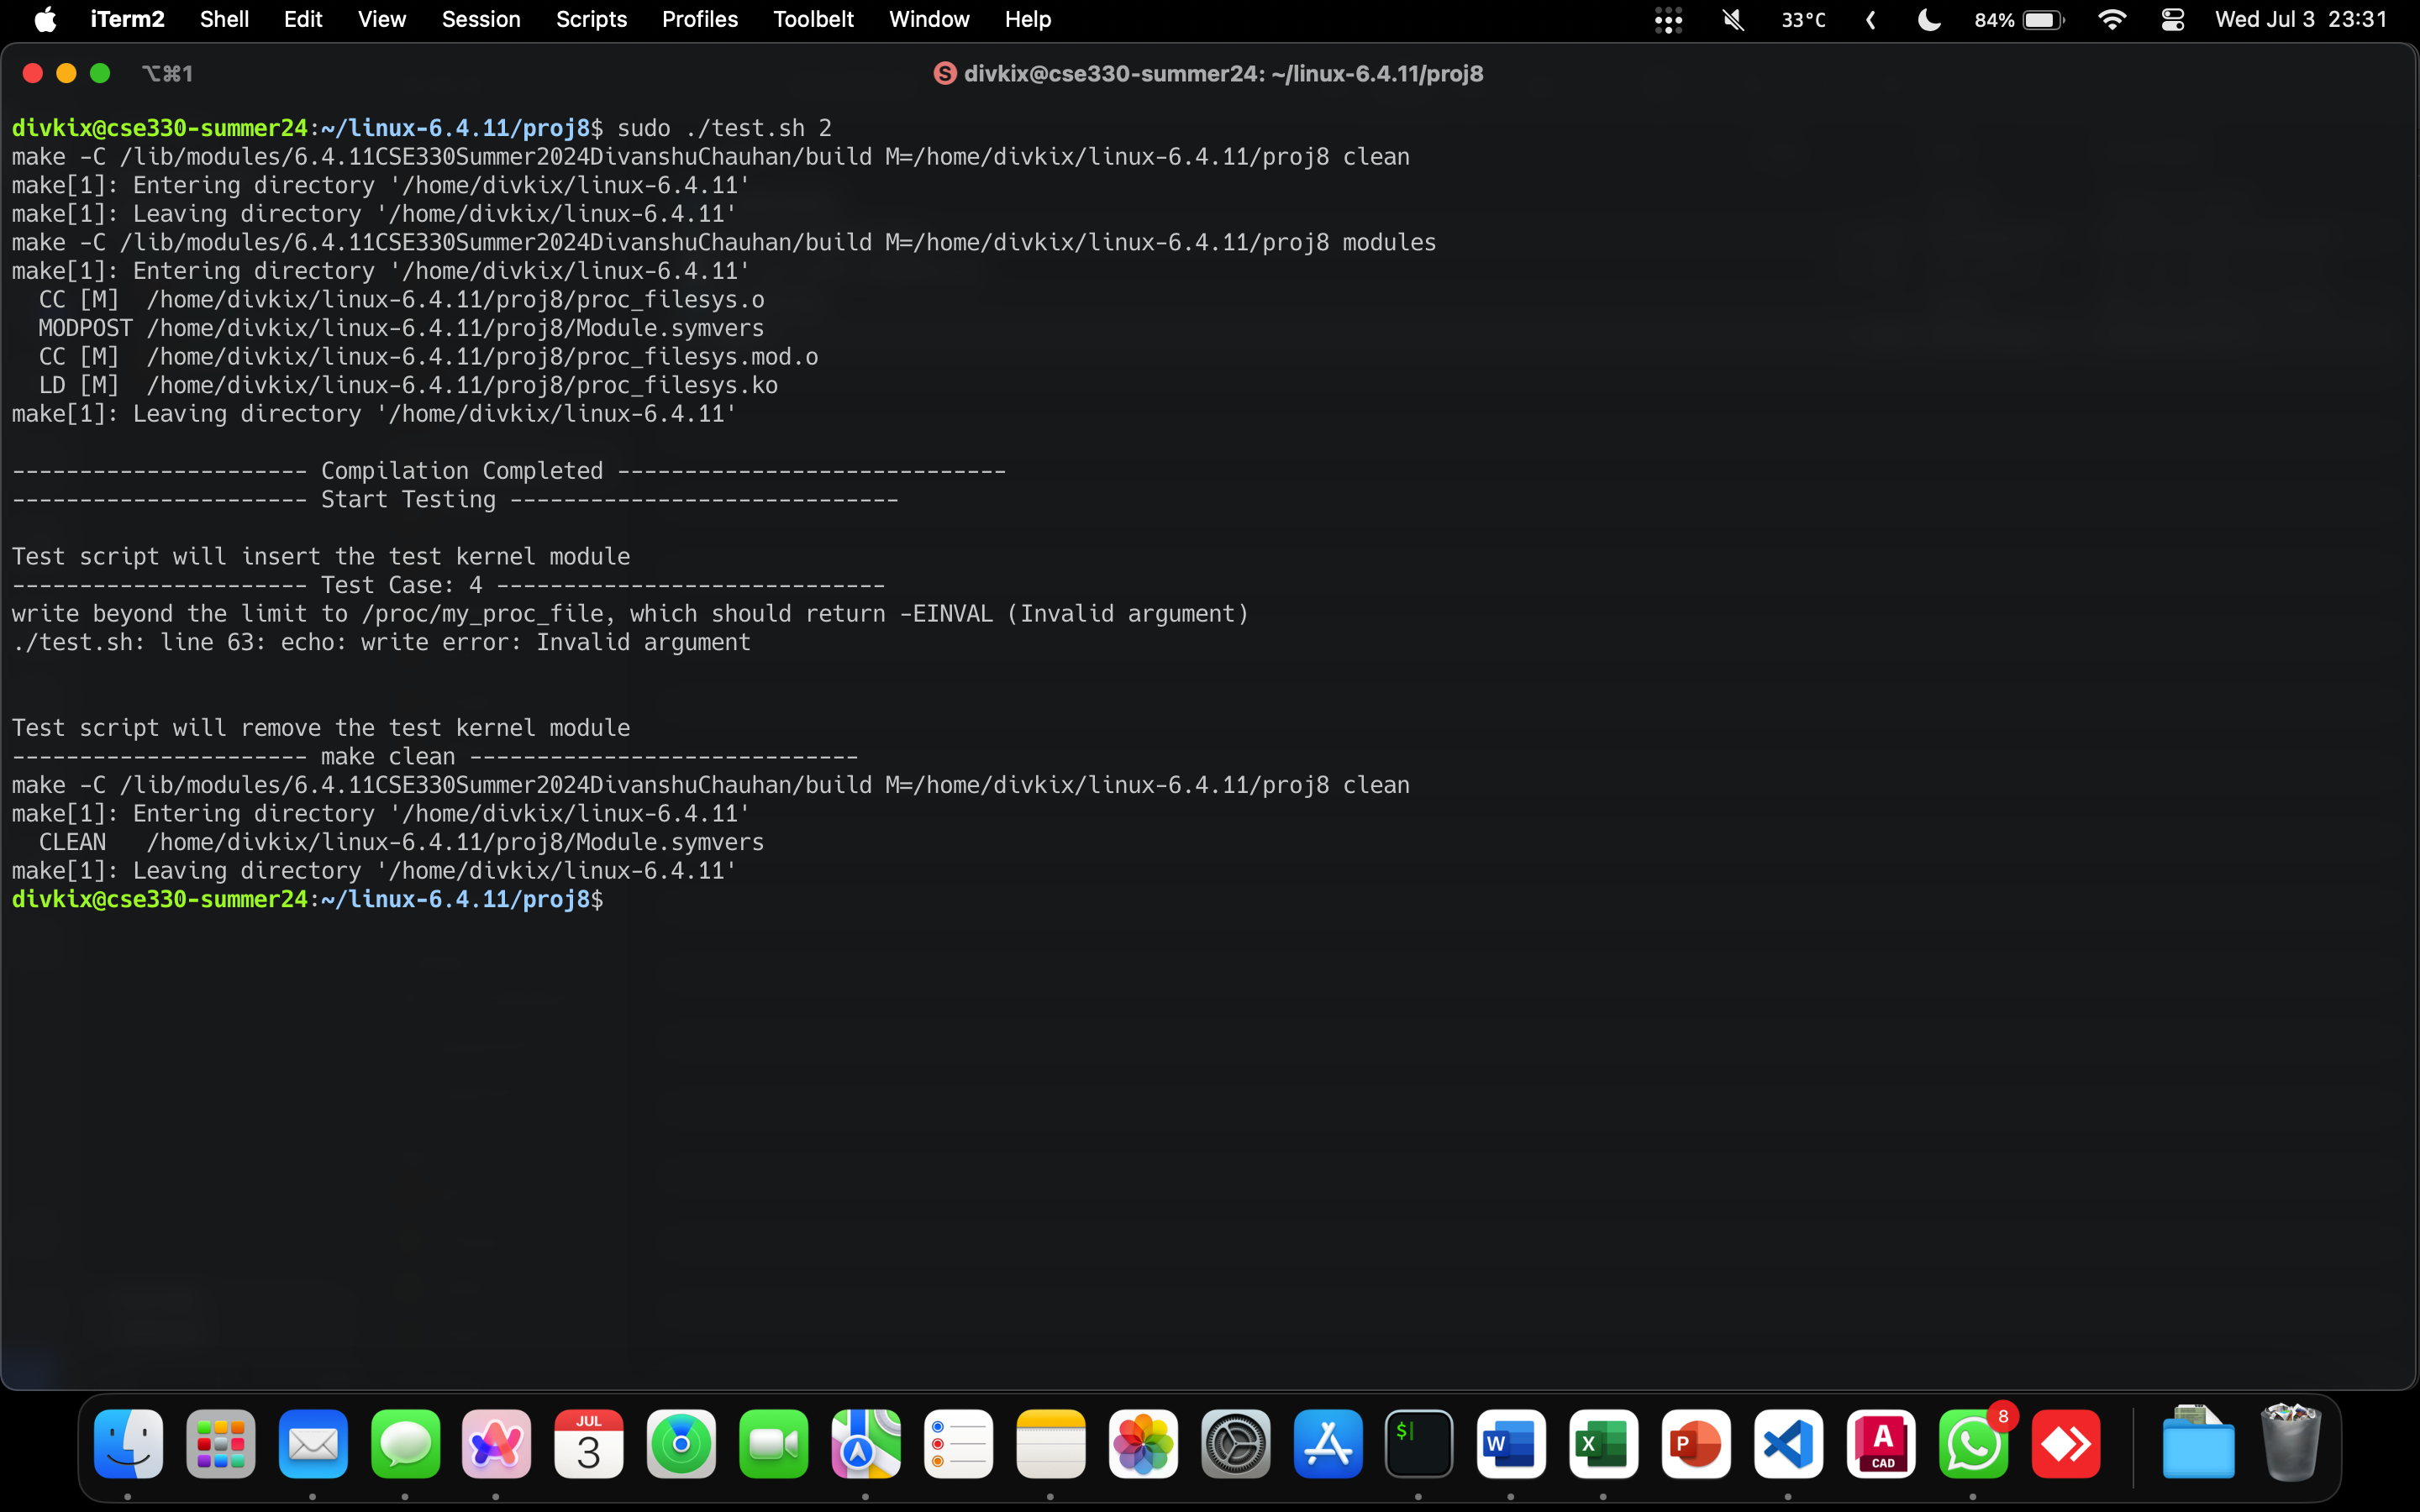 iTerm2 Shell Edit View Session Scripts Profiles Toolbelt Window Help 33°C 84% Wed Jul 3 23:31
⌥⌘1 S divkix@cse330-summer24: ~/linux-6.4.11/proj8
divkix@cse330-summer24:~/linux-6.4.11/proj8$ sudo ./test.sh 2
make -C /lib/modules/6.4.11CSE330Summer2024DivanshuChauhan/build M=/home/divkix/linux-6.4.11/proj8 clean
make[1]: Entering directory '/home/divkix/linux-6.4.11'
make[1]: Leaving directory '/home/divkix/linux-6.4.11'
make -C /lib/modules/6.4.11CSE330Summer2024DivanshuChauhan/build M=/home/divkix/linux-6.4.11/proj8 modules
make[1]: Entering directory '/home/divkix/linux-6.4.11'
  CC [M]  /home/divkix/linux-6.4.11/proj8/proc_filesys.o
  MODPOST /home/divkix/linux-6.4.11/proj8/Module.symvers
  CC [M]  /home/divkix/linux-6.4.11/proj8/proc_filesys.mod.o
  LD [M]  /home/divkix/linux-6.4.11/proj8/proc_filesys.ko
make[1]: Leaving directory '/home/divkix/linux-6.4.11'
---------------------- Compilation Completed -----------------------------
---------------------- Start Testing -----------------------------
Test script will insert the test kernel module
---------------------- Test Case: 4 -----------------------------
write beyond the limit to /proc/my_proc_file, which should return -EINVAL (Invalid argument)
./test.sh: line 63: echo: write error: Invalid argument
Test script will remove the test kernel module
---------------------- make clean -----------------------------
make -C /lib/modules/6.4.11CSE330Summer2024DivanshuChauhan/build M=/home/divkix/linux-6.4.11/proj8 clean
make[1]: Entering directory '/home/divkix/linux-6.4.11'
  CLEAN   /home/divkix/linux-6.4.11/proj8/Module.symvers
make[1]: Leaving directory '/home/divkix/linux-6.4.11'
divkix@cse330-summer24:~/linux-6.4.11/proj8$
JUL
3
$
W
X
P
A
CAD
8